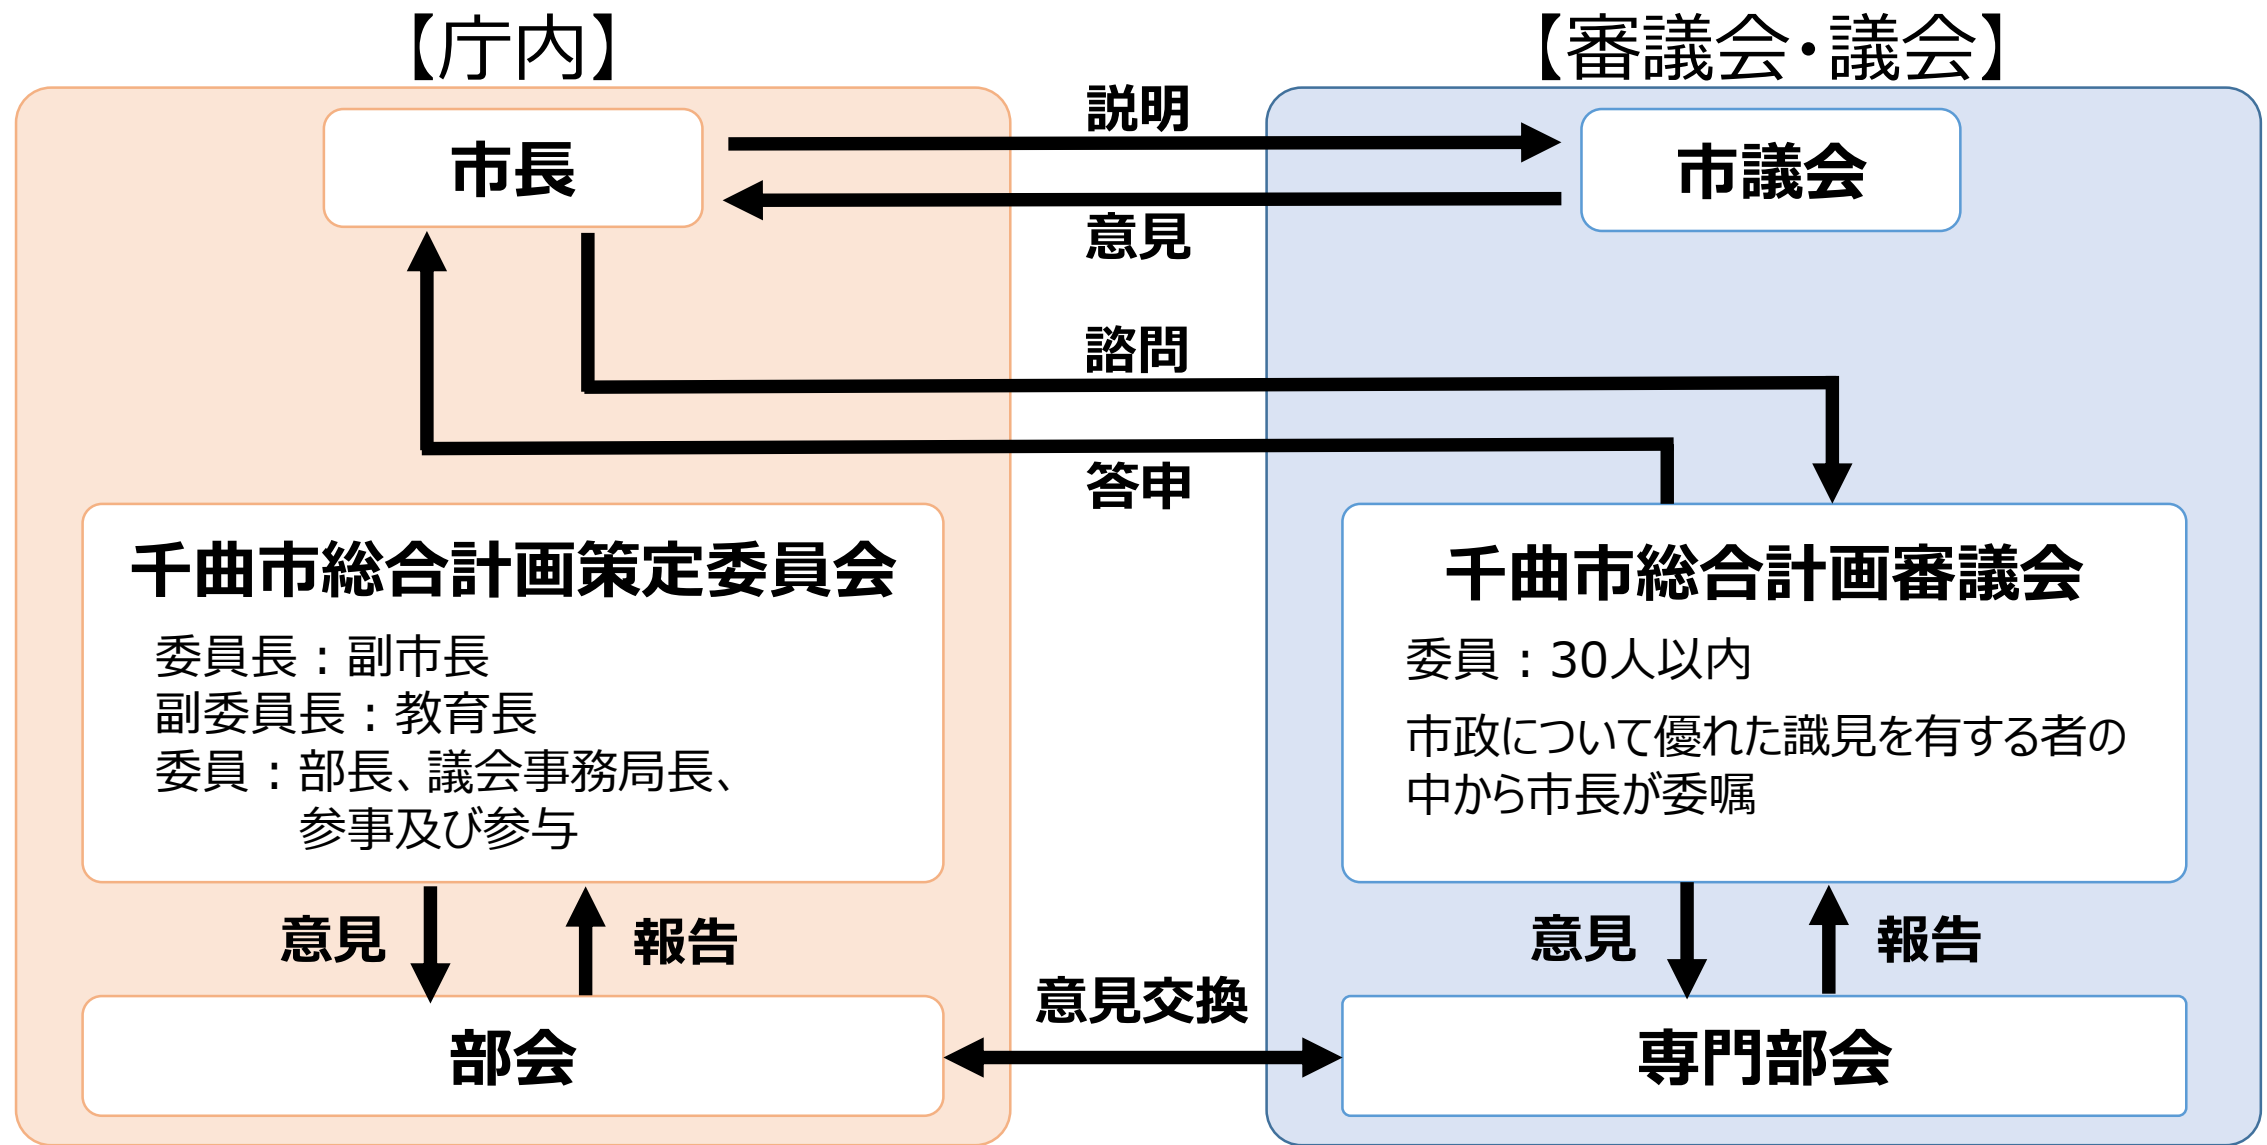 【庁内】
【審議会・議会】
市長
説明
市議会
意見
諮問
答申
千曲市総合計画策定委員会
委員長：副市長
副委員長：教育長
委員：部長、議会事務局長、
参事及び参与
千曲市総合計画審議会
委員：30人以内
市政について優れた識見を有する者の
中から市長が委嘱
意見
報告
意見
報告
意見交換
部会
専門部会